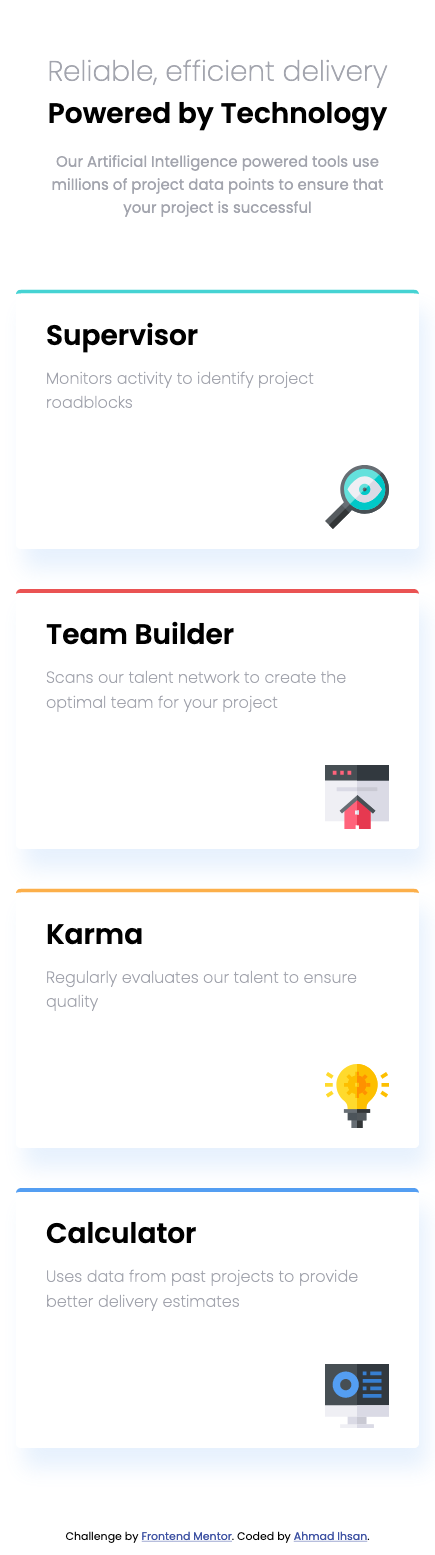 Reliable, efficient delivery
Powered by Technology
Our Artificial Intelligence powered tools use
millions of project data points to ensure that
your project is successful
Supervisor
Monitors activity to identify project
roadblocks
Team Builder
Scans our talent network to create the
optimal team for your project
Karma
Regularly evaluates our talent to ensure
quality
Calculator
Uses data from past projects to provide
better delivery estimates
Challenge by Frontend Mentor. Coded by Ahmad Ihsan.